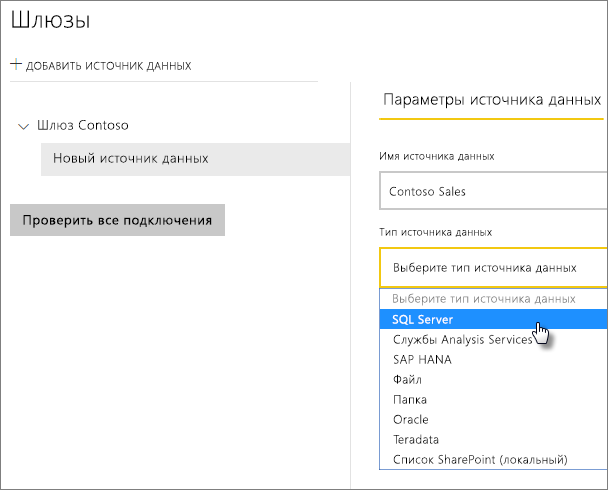 Шлюзы
+ ДОБАВИТЬ ИСТОЧНИК ДАННЫХ
Шлюз Contoso
Новый источник данных
Проверить все подключения
Параметры источника данных
Имя источника данных
Contoso Sales
Тип источника данных
Выберите тип источника данных
Выберите тип источника данных
SQL Server
Службы Analysis Services
SAP HANA
Файл
Папка
Oracle
Teradata
Список SharePoint (локальный)